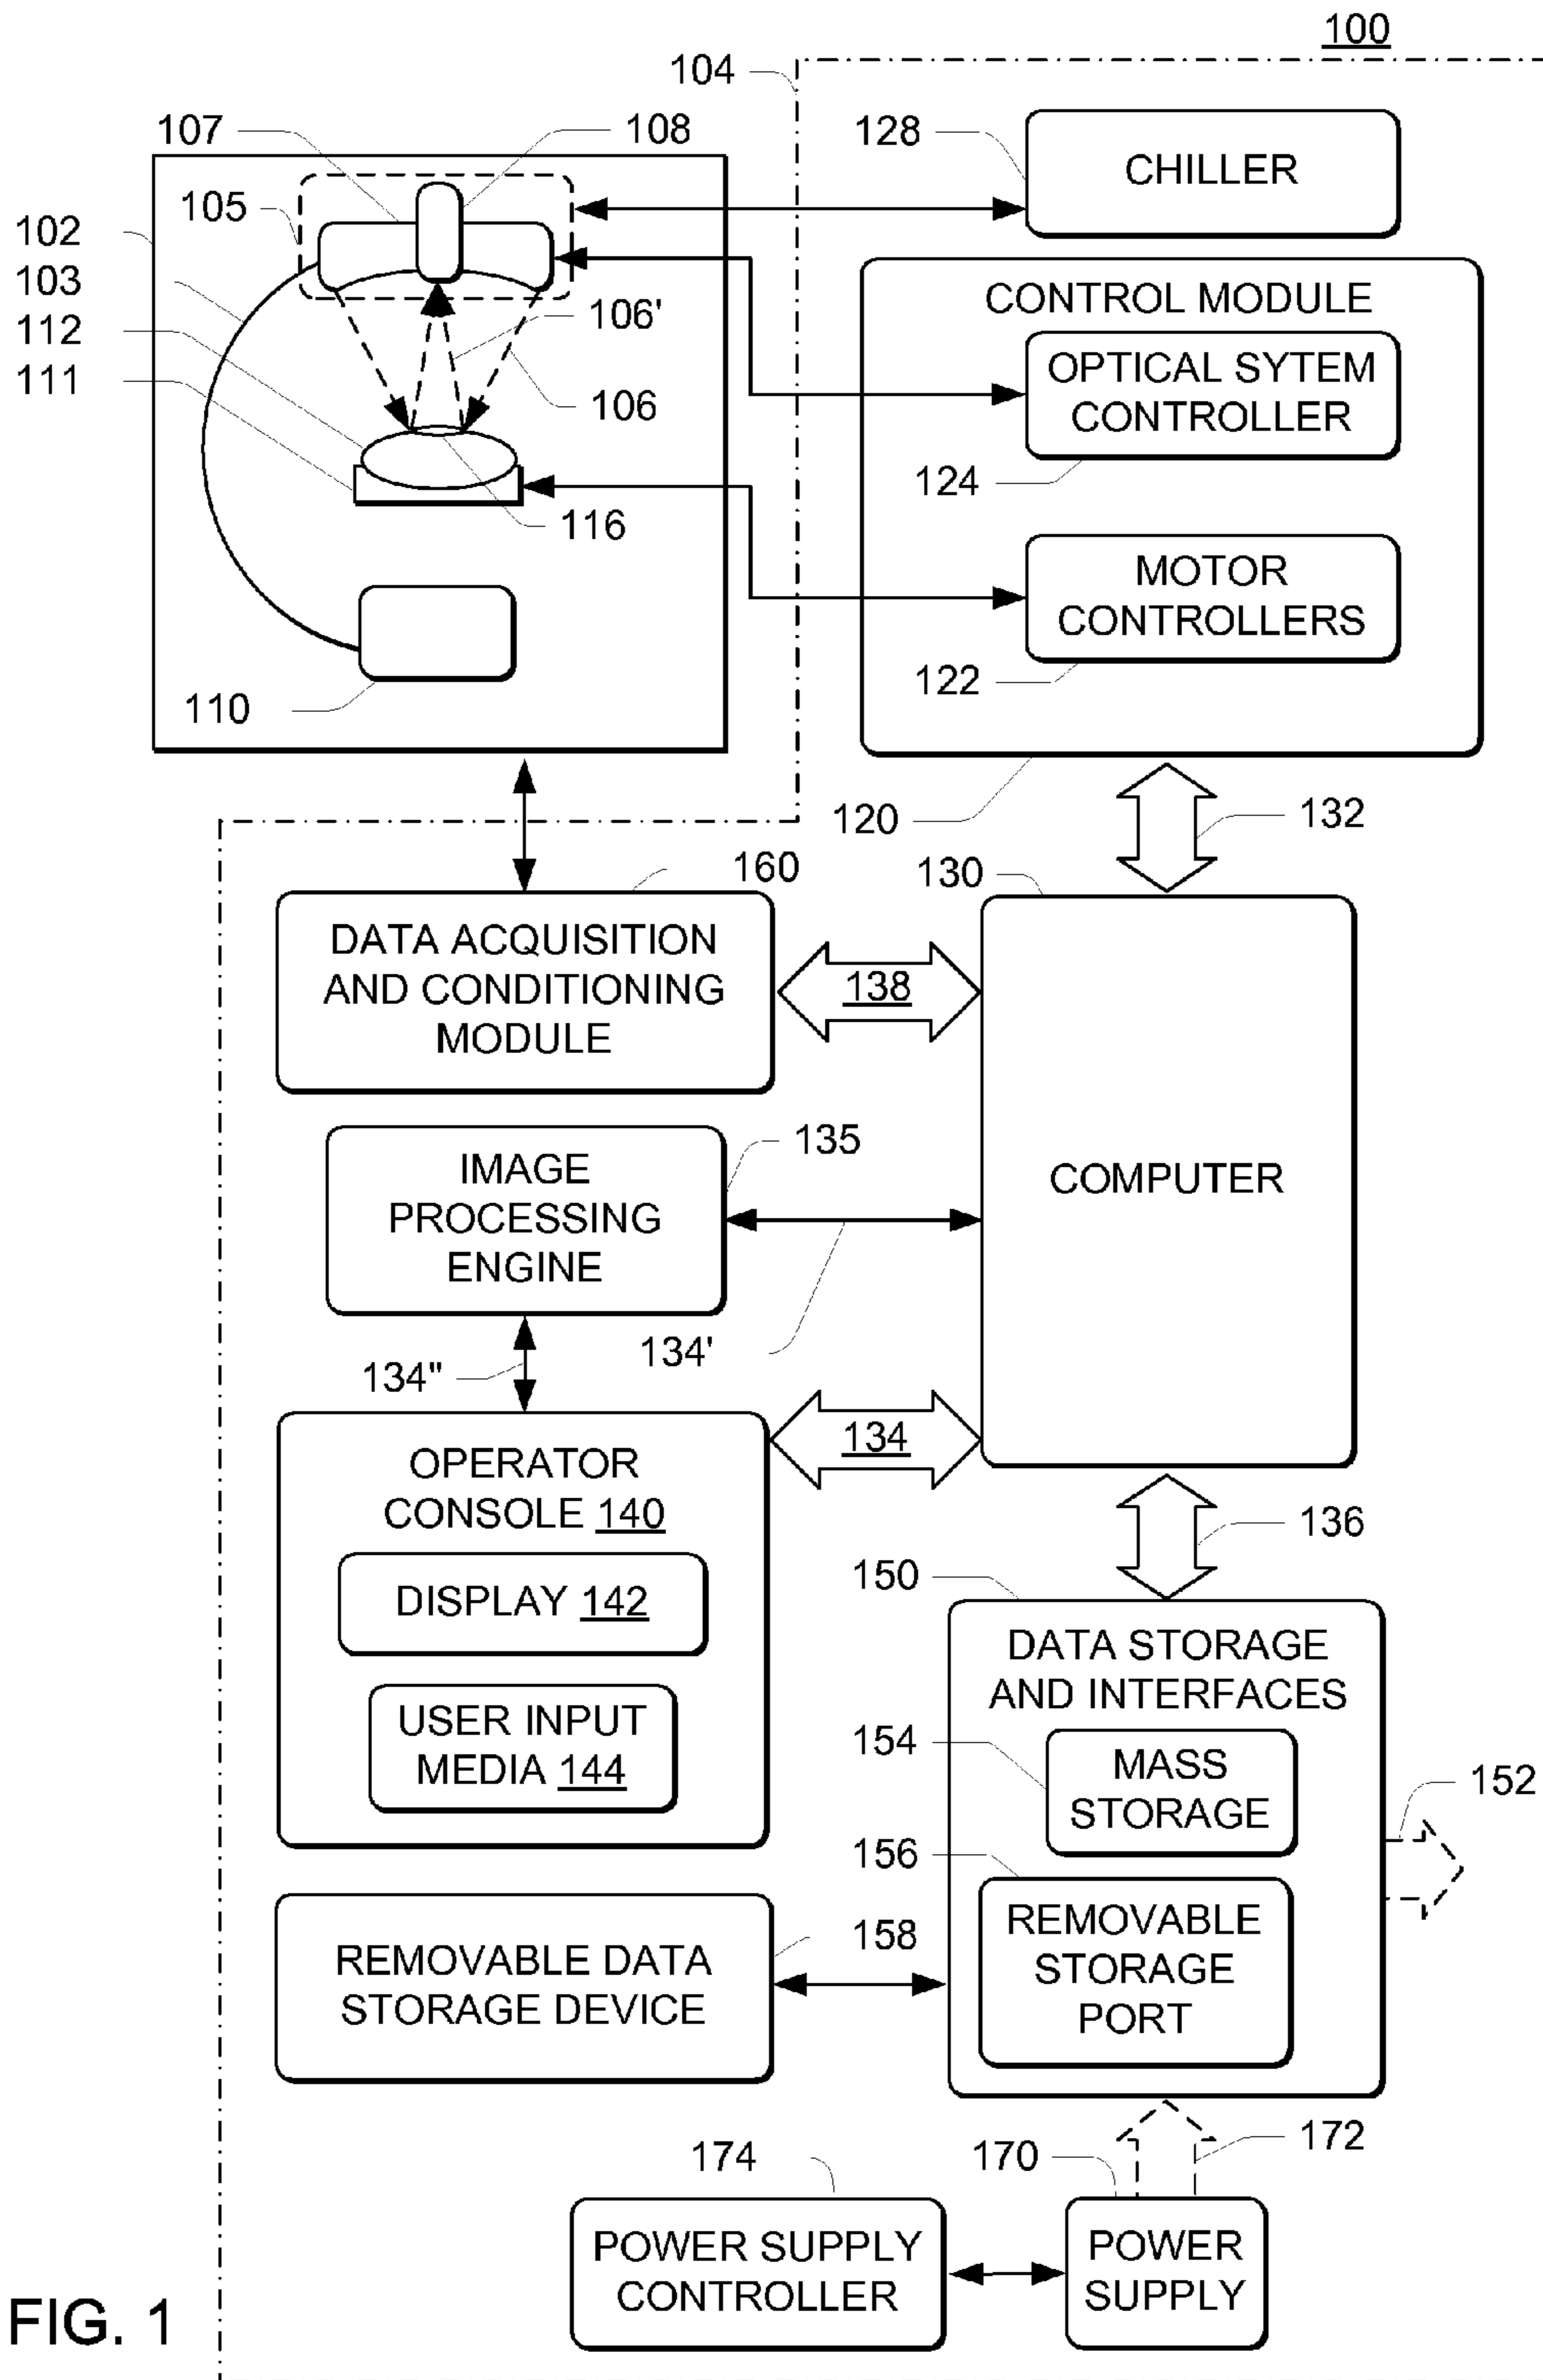 100
104
107
108
128
CHILLER
105
102
103
112
111
106'
106
CONTROL MODULE
OPTICAL SYTEM
CONTROLLER
124
116
MOTOR
CONTROLLERS
122
110
120
132
160
130
DATA ACQUISITION
AND CONDITIONING
MODULE
138
135
IMAGE
PROCESSING
ENGINE
COMPUTER
134'
134"
134
OPERATOR
CONSOLE 140
DISPLAY 142
USER INPUT
MEDIA 144
136
150
DATA STORAGE
AND INTERFACES
154
MASS
STORAGE
152
156
REMOVABLE
STORAGE
PORT
158
REMOVABLE DATA
STORAGE DEVICE
174
170
172
POWER SUPPLY
CONTROLLER
POWER
SUPPLY
FIG. 1